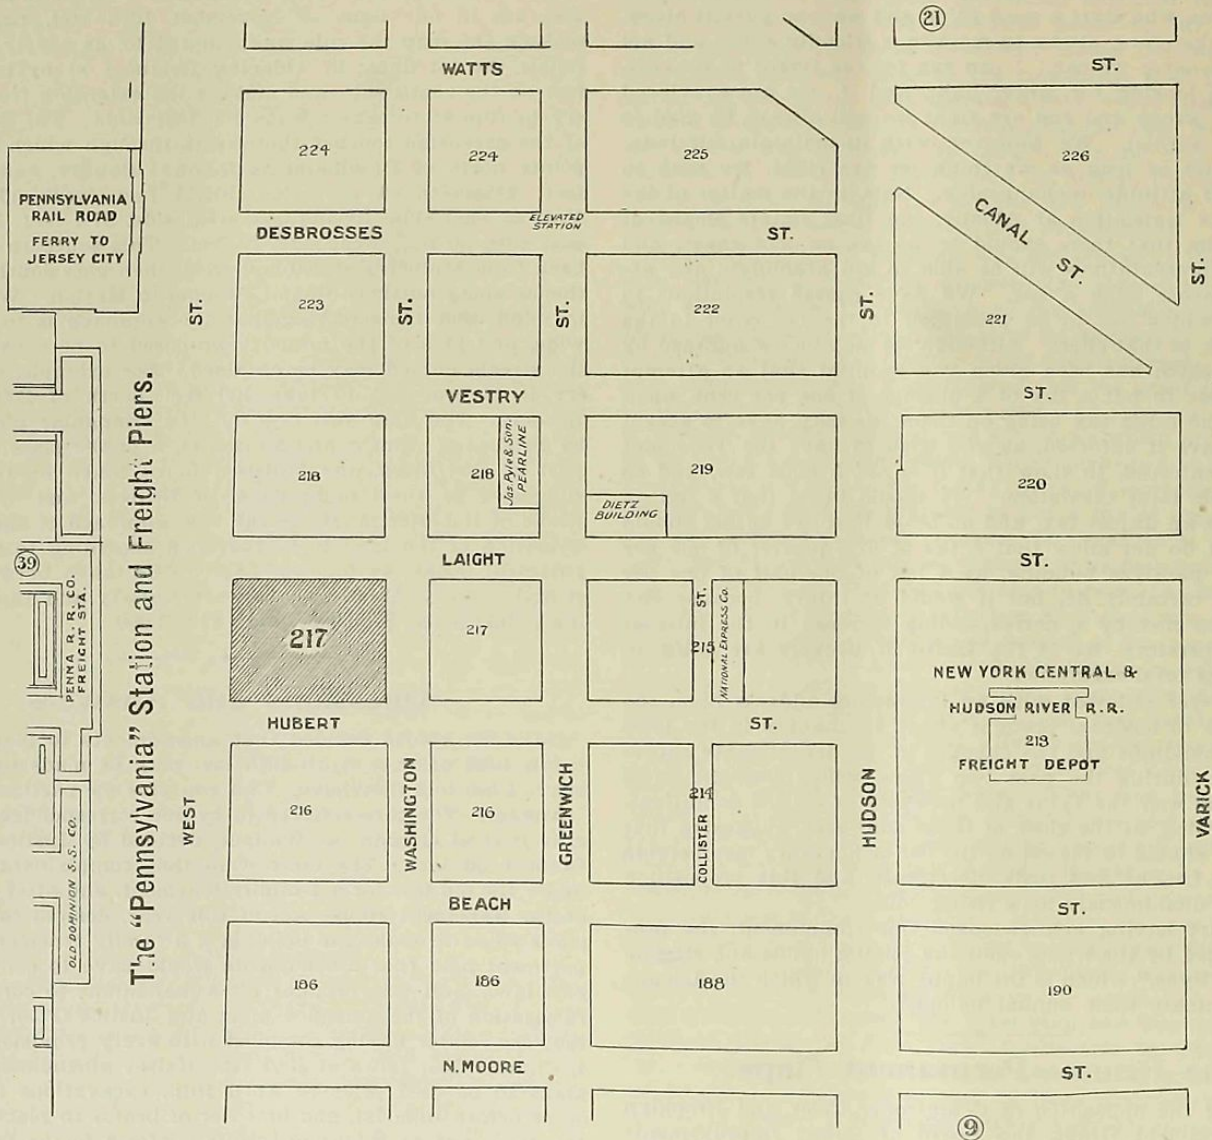 21
WATTS ST.
224
224
225
226
PENNSYLVANIA
RAIL ROAD
FERRY TO
JERSEY CITY
ELEVATED
STATION
CANAL ST.
DESBROSSES ST.
ST.
ST.
ST.
ST.
ST.
223
222
221
VESTRY ST.
The "Pennsylvania" Station and Freight Piers.
218
218
Jas. Pyle & Son.
PEARLINE
219
220
DIETZ
BUILDING
39
LAIGHT ST.
PENNA R. R. CO.
FREIGHT STA.
217
217
215
ST.
NATIONAL EXPRESS Co.
NEW YORK CENTRAL &
HUDSON RIVER R.R.
213
FREIGHT DEPOT
HUBERT ST.
WEST
WASHINGTON
GREENWICH
HUDSON
VARICK
216
216
214
COLLISTER
OLD DOMINION S.S. CO.
BEACH ST.
186
186
188
190
N. MOORE ST.
9